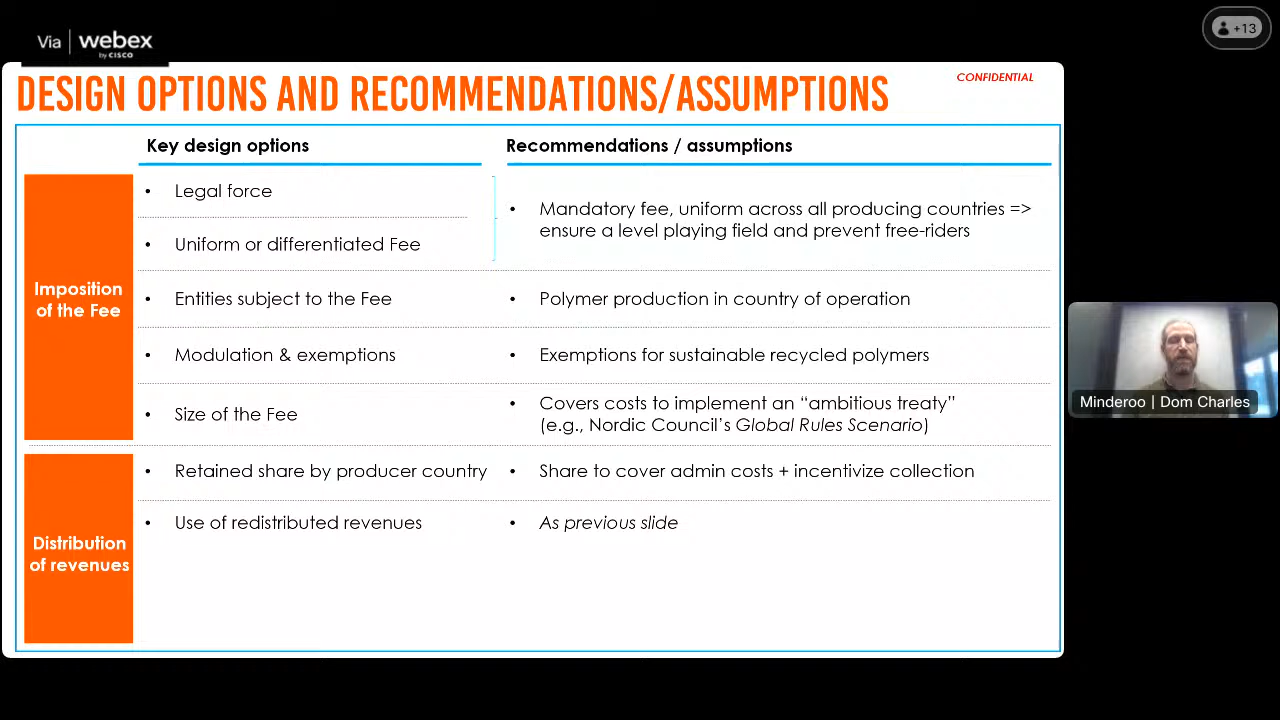 Via webex
by CISCO
+13
DESIGN OPTIONS AND RECOMMENDATIONS/ASSUMPTIONS
CONFIDENTIAL
Key design options
Recommendations / assumptions
Imposition
of the Fee
• Legal force
• Uniform or differentiated Fee
• Mandatory fee, uniform across all producing countries =>
ensure a level playing field and prevent free-riders
• Entities subject to the Fee
• Polymer production in country of operation
• Modulation & exemptions
• Exemptions for sustainable recycled polymers
• Size of the Fee
• Covers costs to implement an “ambitious treaty”
(e.g., Nordic Council’s Global Rules Scenario)
Distribution
of revenues
• Retained share by producer country
• Share to cover admin costs + incentivize collection
• Use of redistributed revenues
• As previous slide
Minderoo | Dom Charles